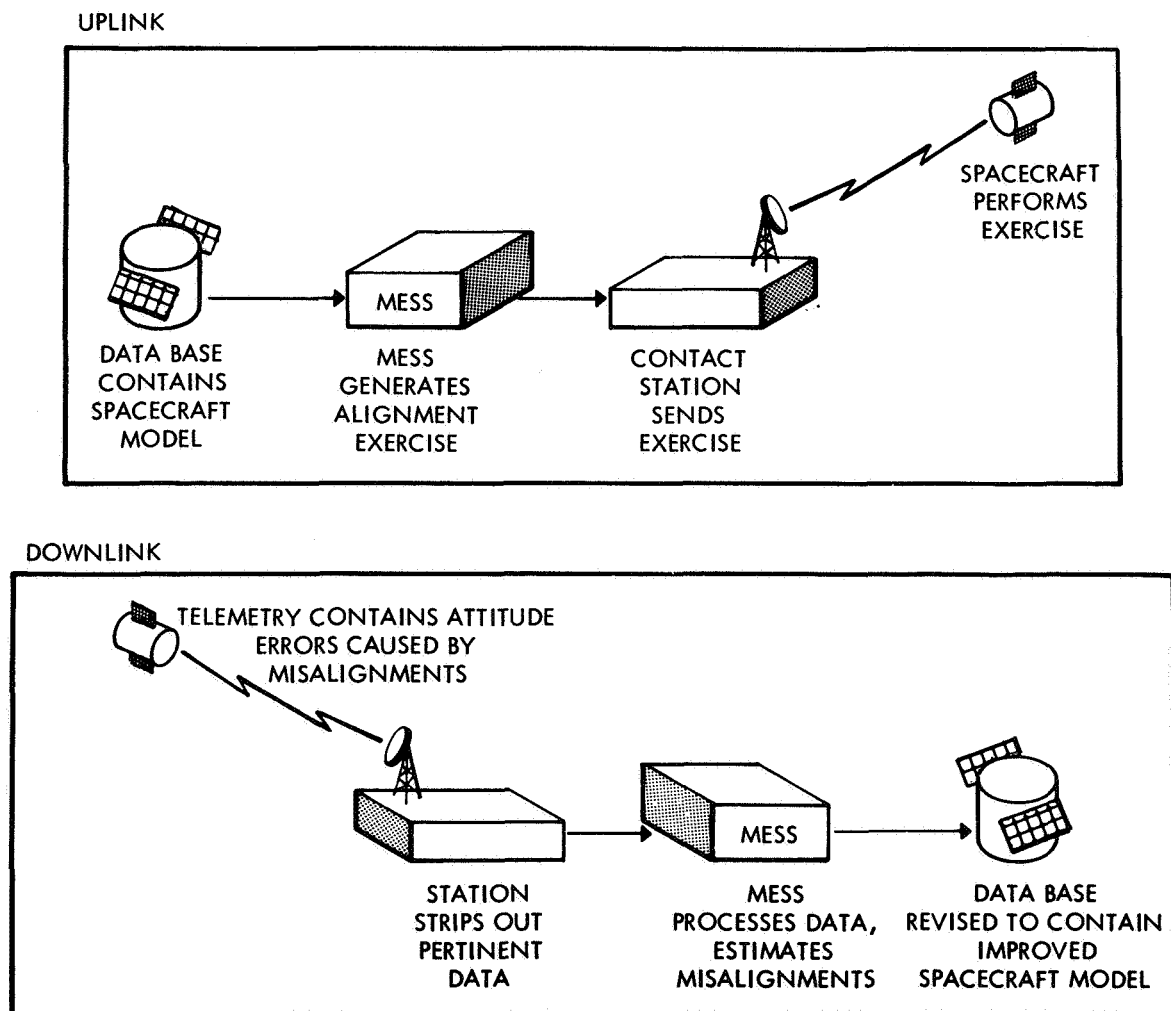 UPLINK
SPACECRAFT
PERFORMS
EXERCISE
MESS
DATA BASE
CONTAINS
SPACECRAFT
MODEL
MESS
GENERATES
ALIGNMENT
EXERCISE
CONTACT
STATION
SENDS
EXERCISE
DOWNLINK
TELEMETRY CONTAINS ATTITUDE
ERRORS CAUSED BY
MISALIGNMENTS
MESS
STATION
STRIPS OUT
PERTINENT
DATA
MESS
PROCESSES DATA,
ESTIMATES
MISALIGNMENTS
DATA BASE
REVISED TO CONTAIN
IMPROVED
SPACECRAFT MODEL